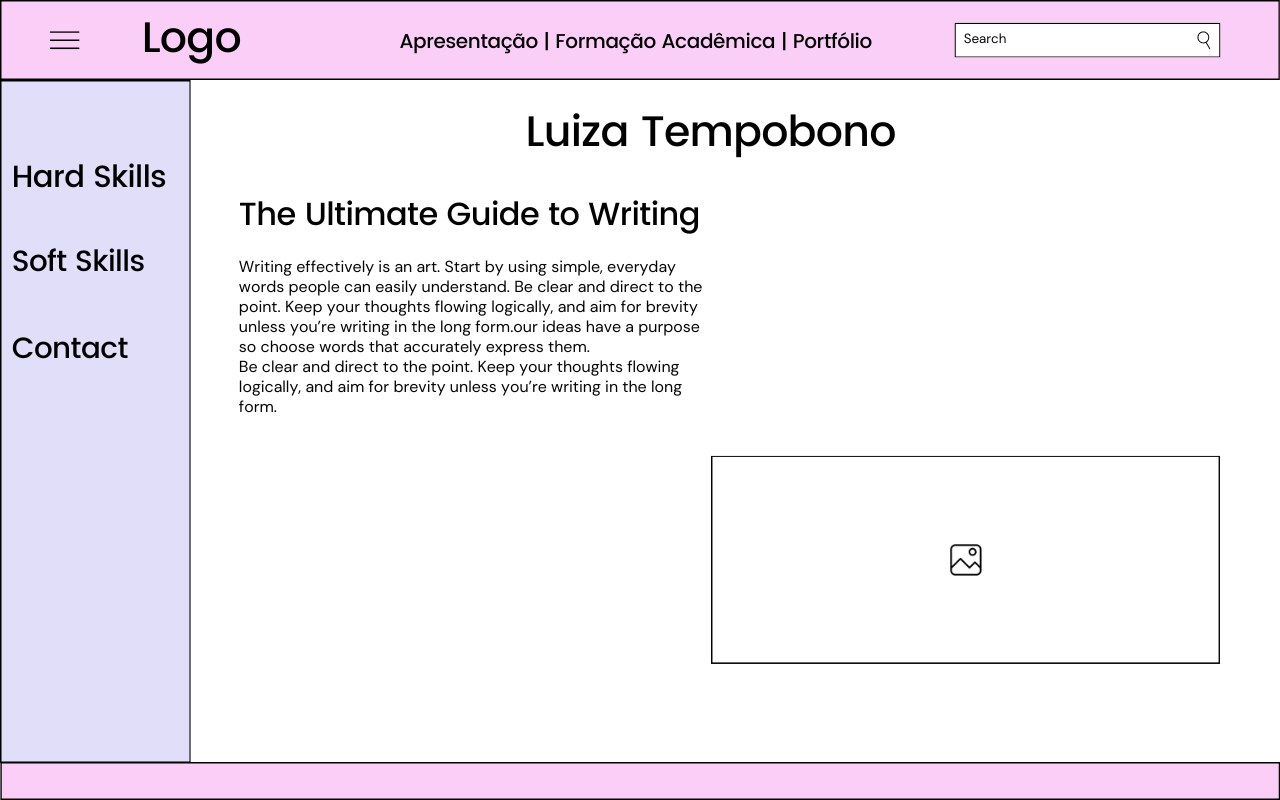 Logo
Apresentação | Formação Acadêmica | Portfólio
Search
Hard Skills
Soft Skills
Contact
Luiza Tempobono
The Ultimate Guide to Writing
Writing effectively is an art. Start by using simple, everyday
words people can easily understand. Be clear and direct to the
point. Keep your thoughts flowing logically, and aim for brevity
unless you’re writing in the long form.our ideas have a purpose
so choose words that accurately express them.
Be clear and direct to the point. Keep your thoughts flowing
logically, and aim for brevity unless you’re writing in the long
form.